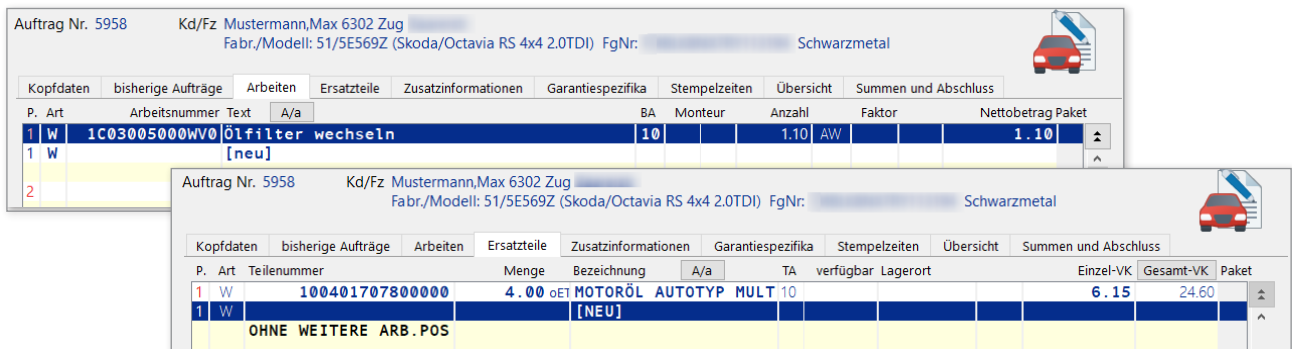 Auftrag Nr. 5958 Kd/Fz Mustermann,Max 6302 Zug
Fabr./Modell: 51/5E569Z (Skoda/Octavia RS 4x4 2.0TDI) FgNr: Schwarzmetal
Kopfdaten bisherige Aufträge Arbeiten Ersatzteile Zusatzinformationen Garantiespezifika Stempelzeiten Übersicht Summen und Abschluss
P. Art Arbeitsnummer Text A/a BA Monteur Anzahl Faktor Nettobetrag Paket
1 W 1C03005000WV0 Ölfilter wechseln 10 1.10 AW 1.10
1 W [neu]
2
Auftrag Nr. 5958 Kd/Fz Mustermann,Max 6302 Zug
Fabr./Modell: 51/5E569Z (Skoda/Octavia RS 4x4 2.0TDI) FgNr: Schwarzmetal
Kopfdaten bisherige Aufträge Arbeiten Ersatzteile Zusatzinformationen Garantiespezifika Stempelzeiten Übersicht Summen und Abschluss
P. Art Teilenummer Menge Bezeichnung A/a TA verfügbar Lagerort Einzel-VK Gesamt-VK Paket
1 W 100401707800000 4.00 oET MOTORÖL AUTOTYP MULT 10 6.15 24.60
1 W [NEU]
OHNE WEITERE ARB.POS